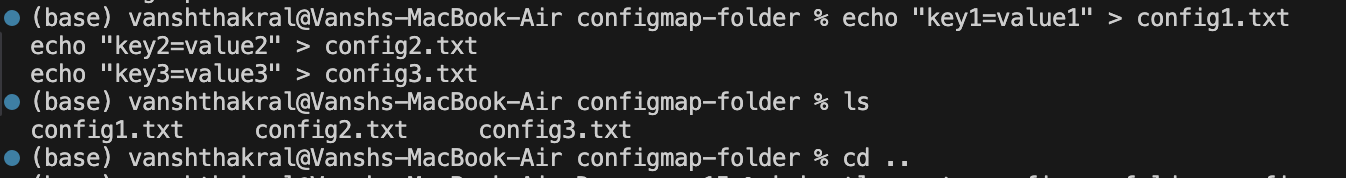 (base) vanshthakral@Vanshs-MacBook-Air configmap-folder % echo "key1=value1" > config1.txt
echo "key2=value2" > config2.txt
echo "key3=value3" > config3.txt
(base) vanshthakral@Vanshs-MacBook-Air configmap-folder % ls
config1.txt config2.txt config3.txt
(base) vanshthakral@Vanshs-MacBook-Air configmap-folder % cd ..